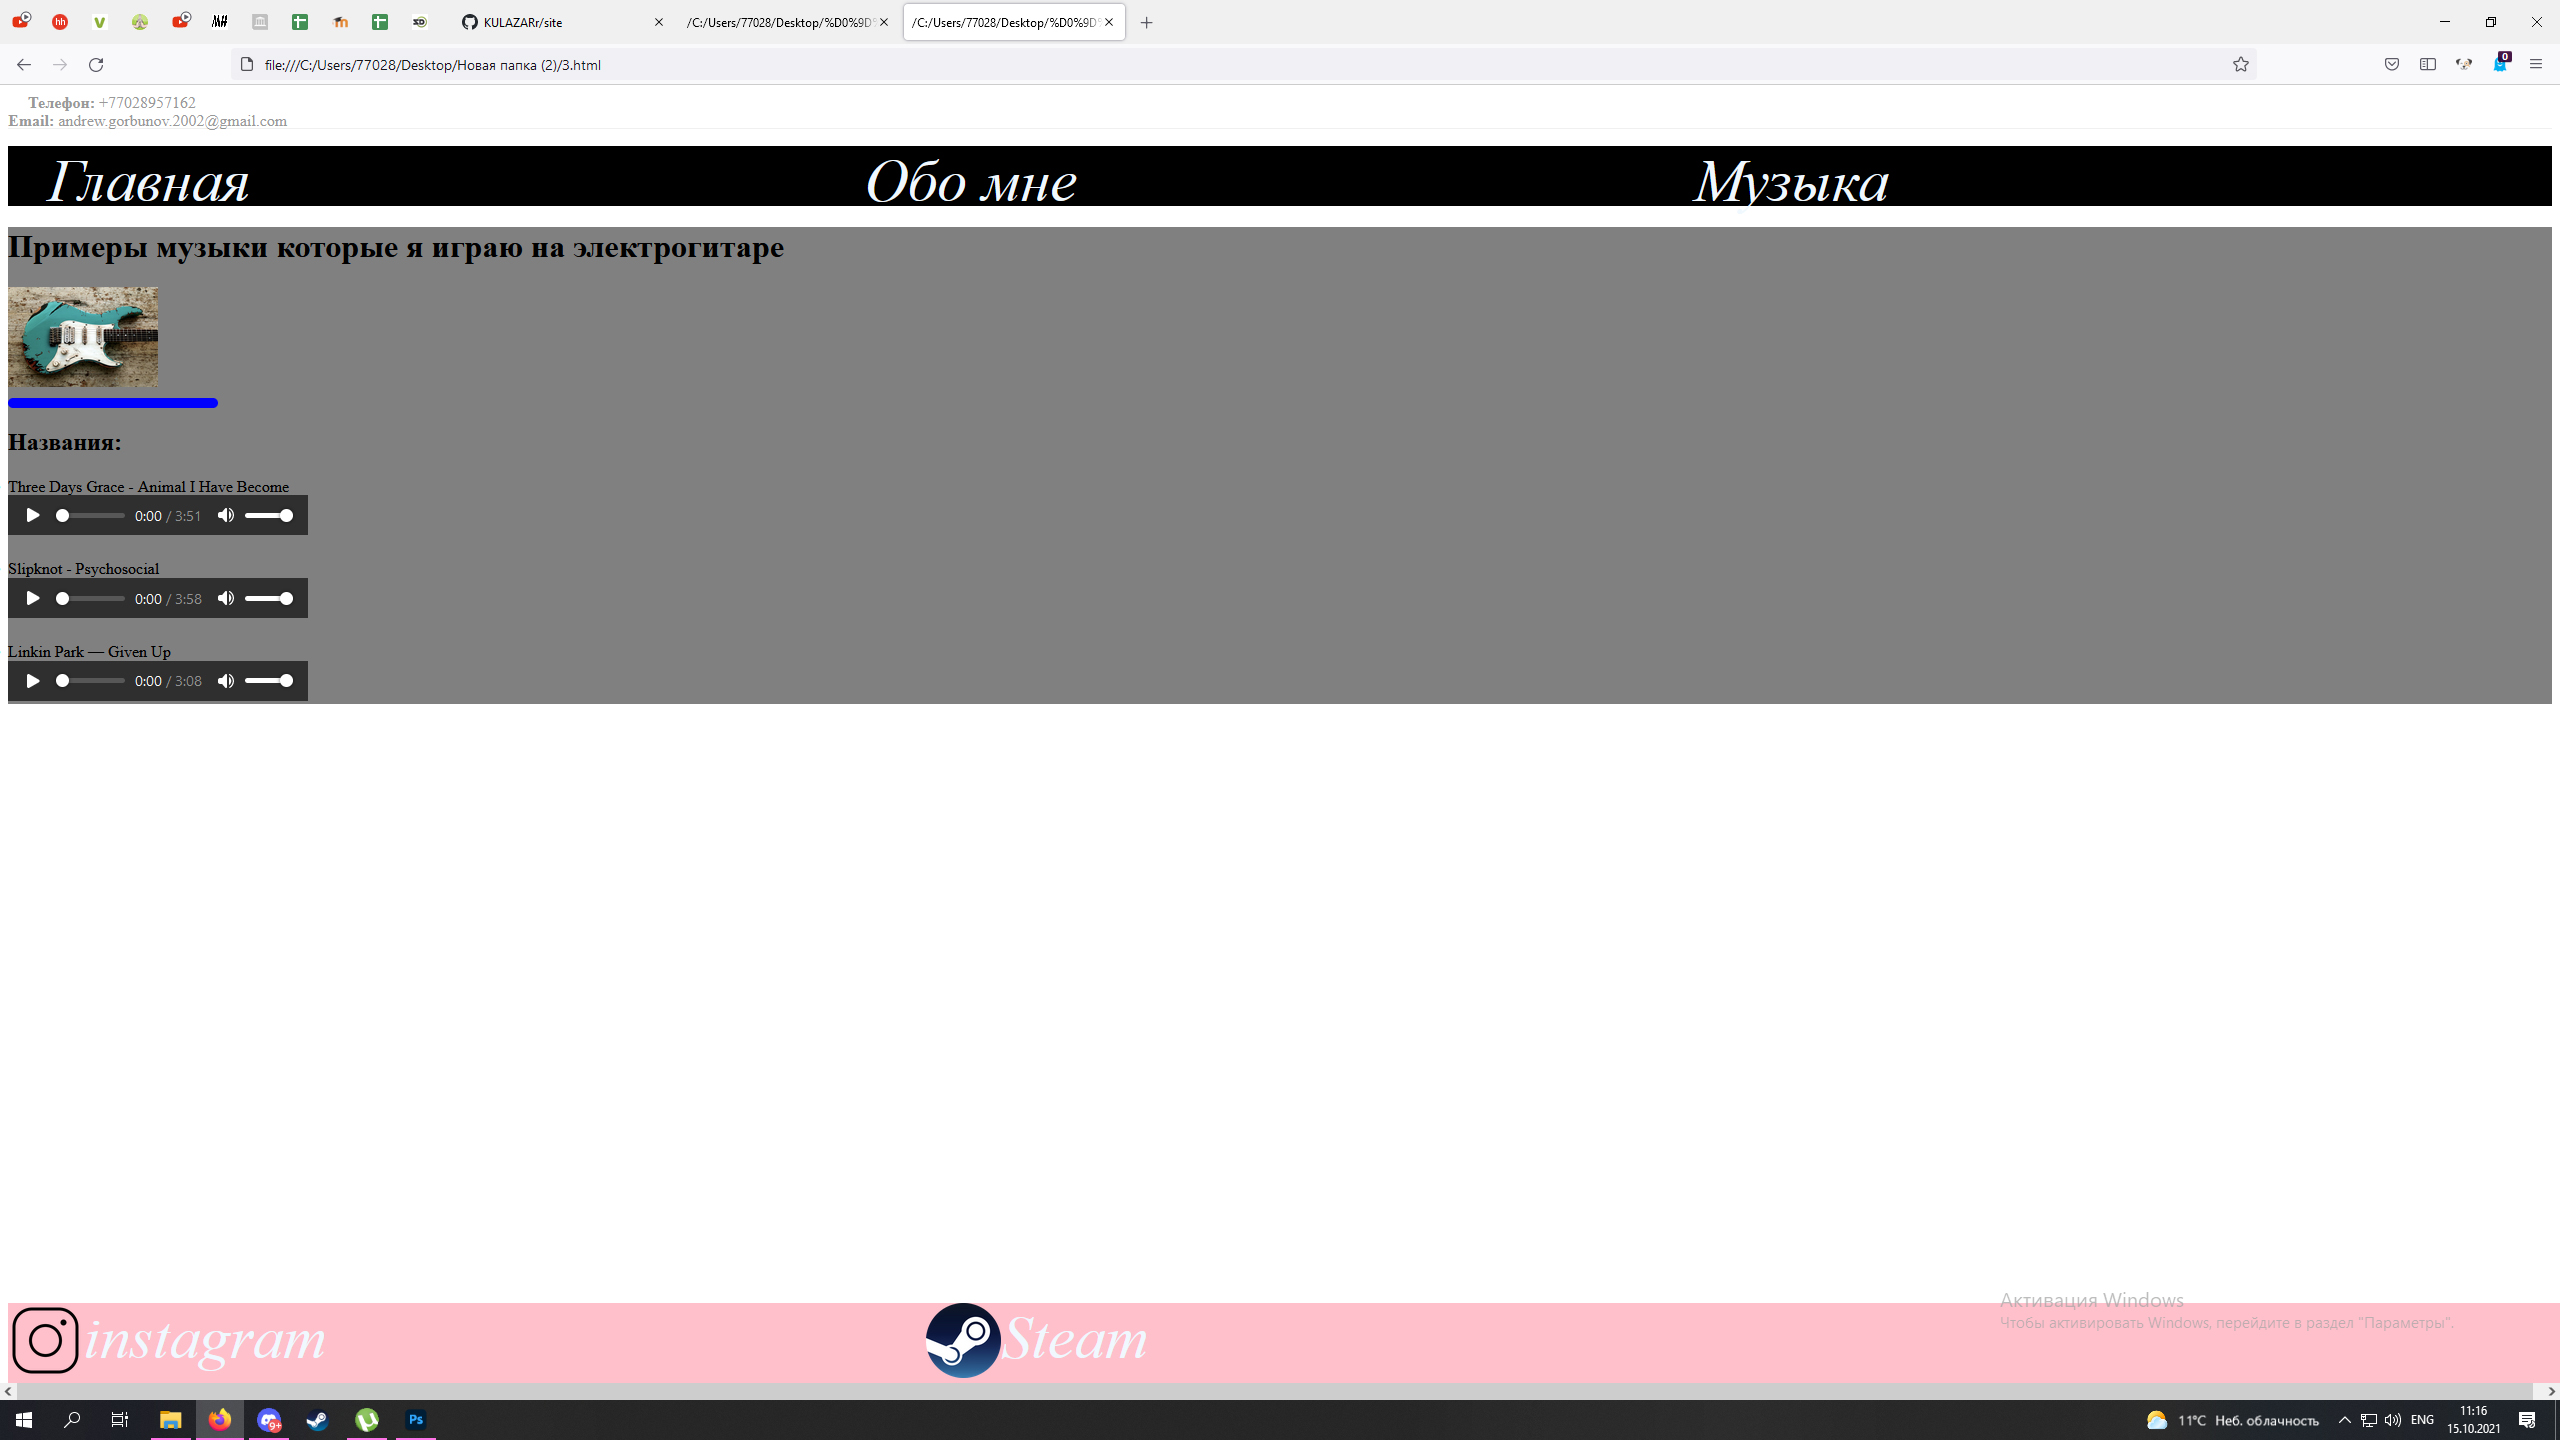 KULAZARr/site
/C:/Users/77028/Desktop/%D0%9D%
/C:/Users/77028/Desktop/%D0%9D%
file:///C:/Users/77028/Desktop/Новая папка (2)/3.html
0
Телефон: +77028957162
Email: andrew.gorbunov.2002@gmail.com
Главная Обо мне Музыка
Примеры музыки которые я играю на электрогитаре
Названия:
Three Days Grace - Animal I Have Become
0:00 / 3:51
Slipknot - Psychosocial
0:00 / 3:58
Linkin Park — Given Up
0:00 / 3:08
Активация Windows
Чтобы активировать Windows, перейдите в раздел "Параметры".
instagram Steam
9+
Ps
11°C Неб. облачность
ENG
11:16
15.10.2021